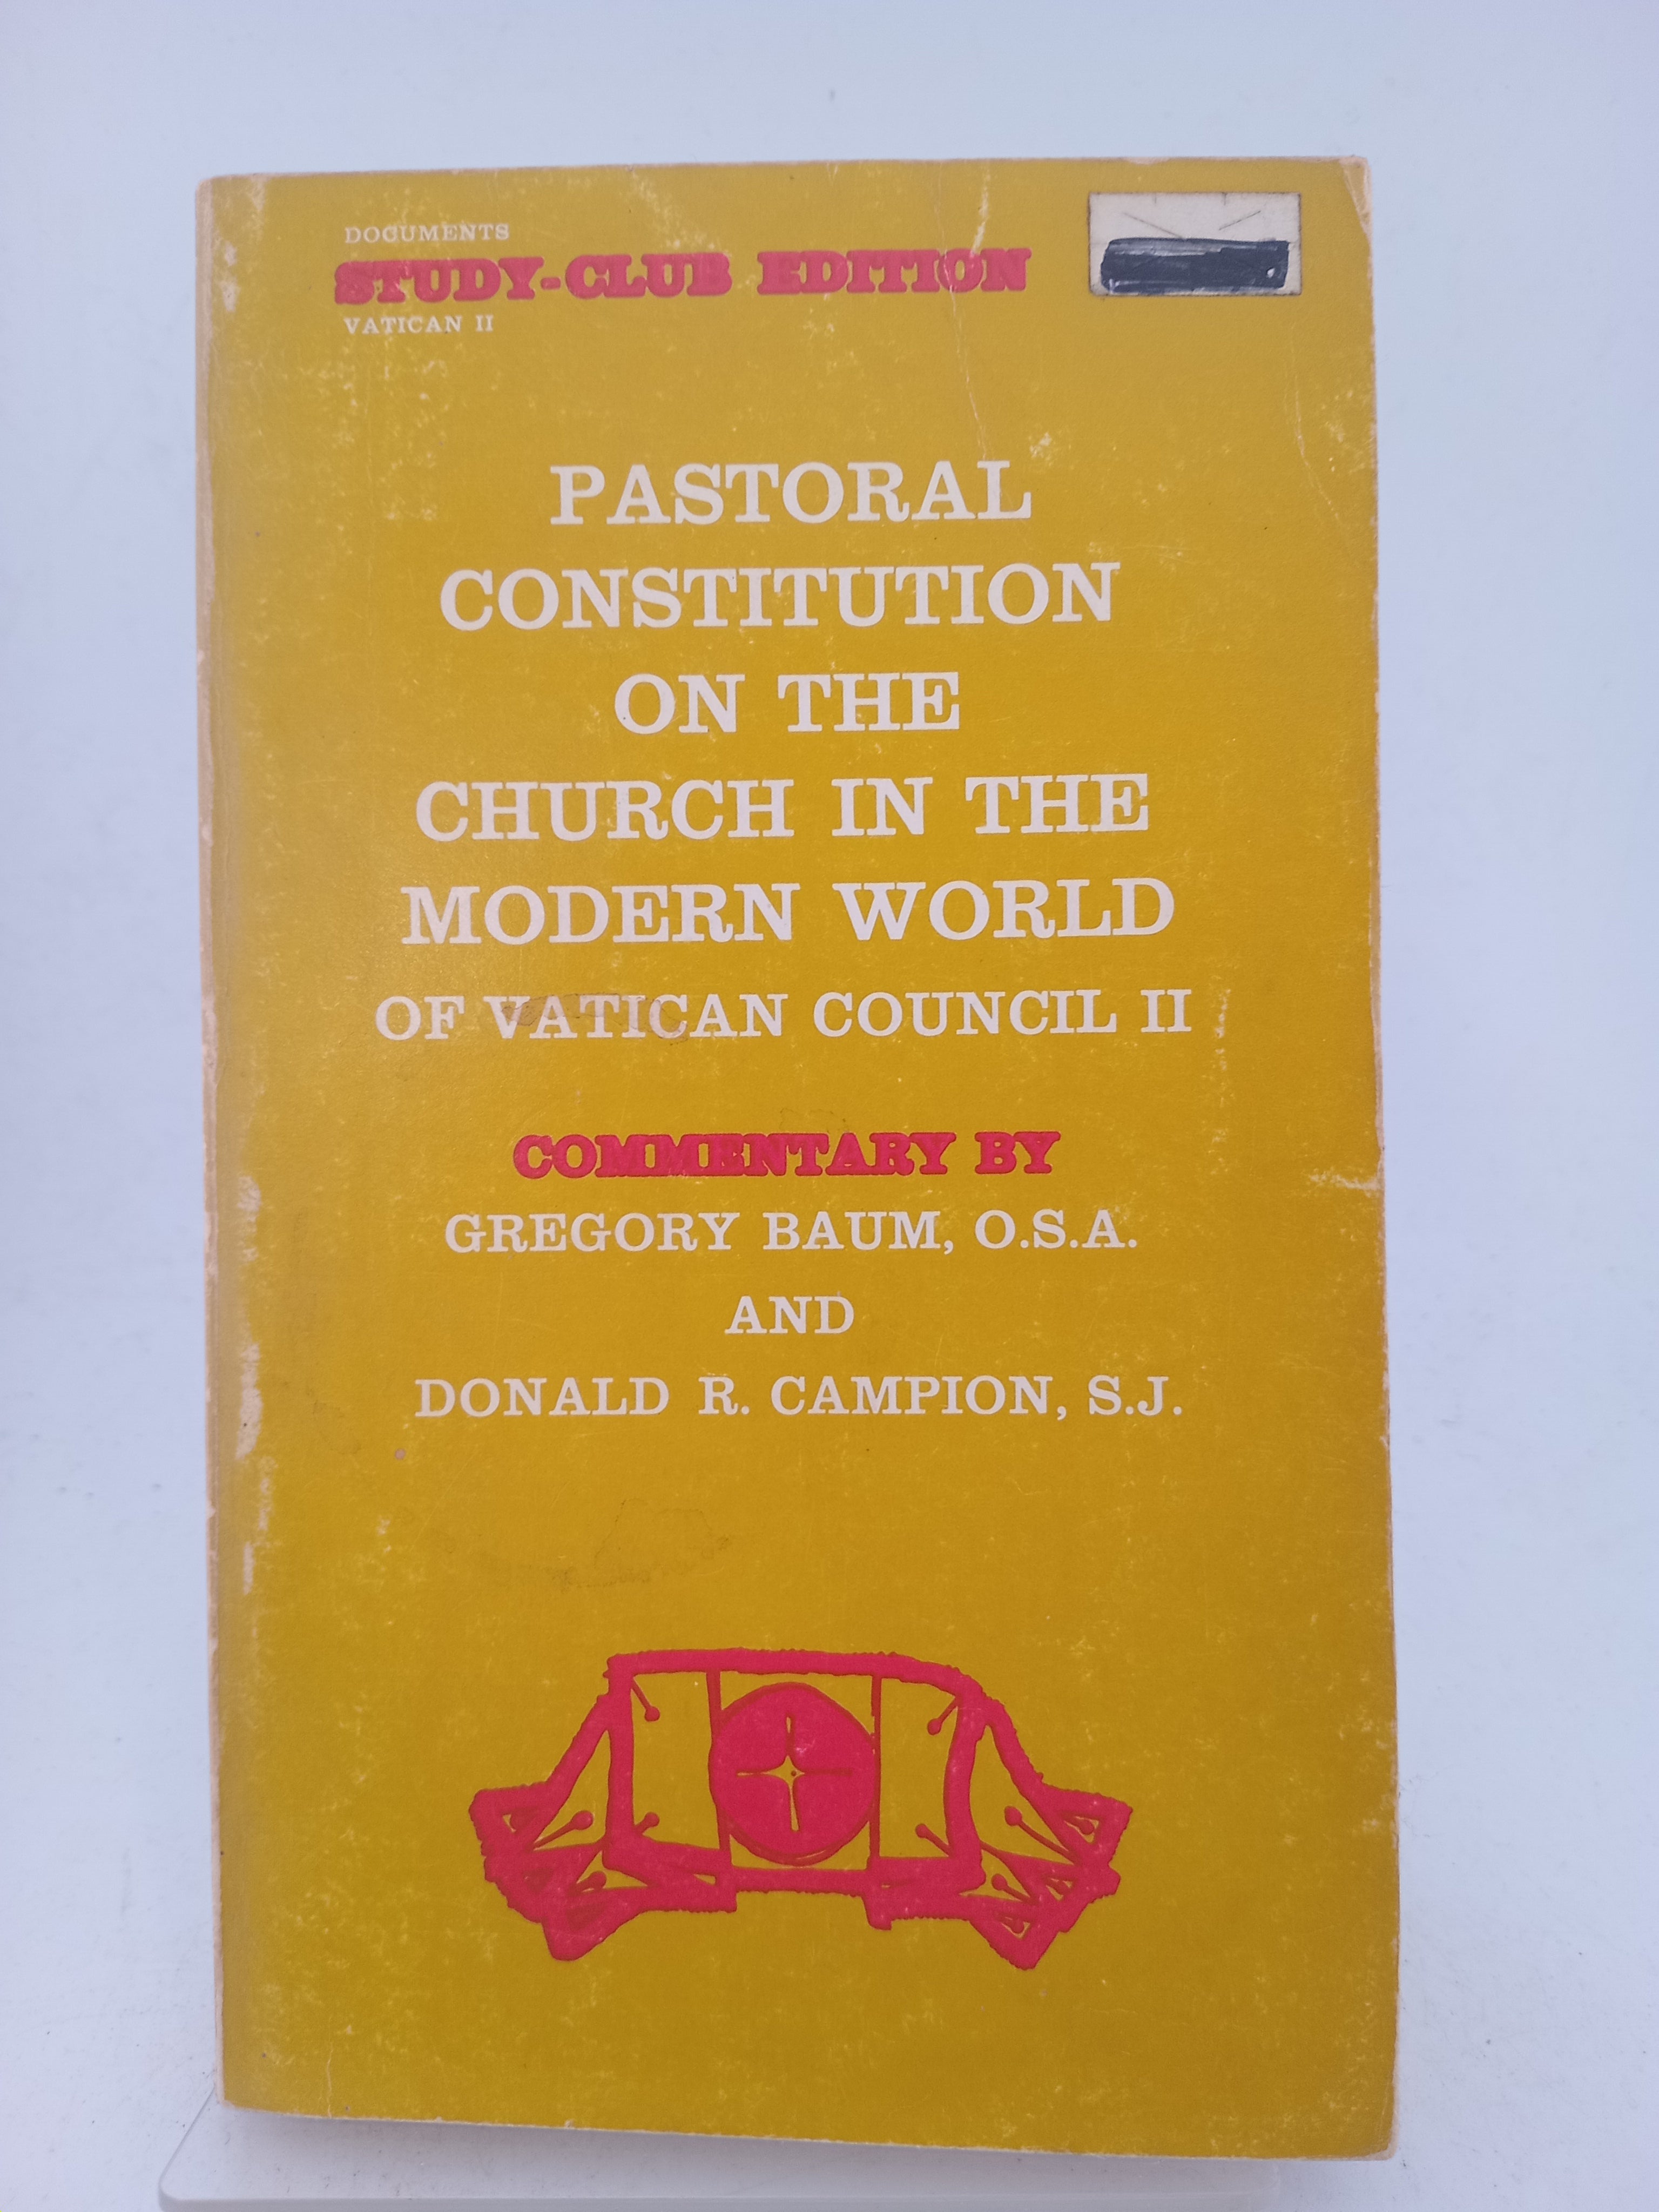 DOCUMENTS
STUDY-CLUB EDITION
VATICAN II
PASTORAL
CONSTITUTION
ON THE
CHURCH IN THE
MODERN WORLD
OF VATICAN COUNCIL II
COMMENTARY BY
GREGORY BAUM, O.S.A.
AND
DONALD R. CAMPION, S.J.